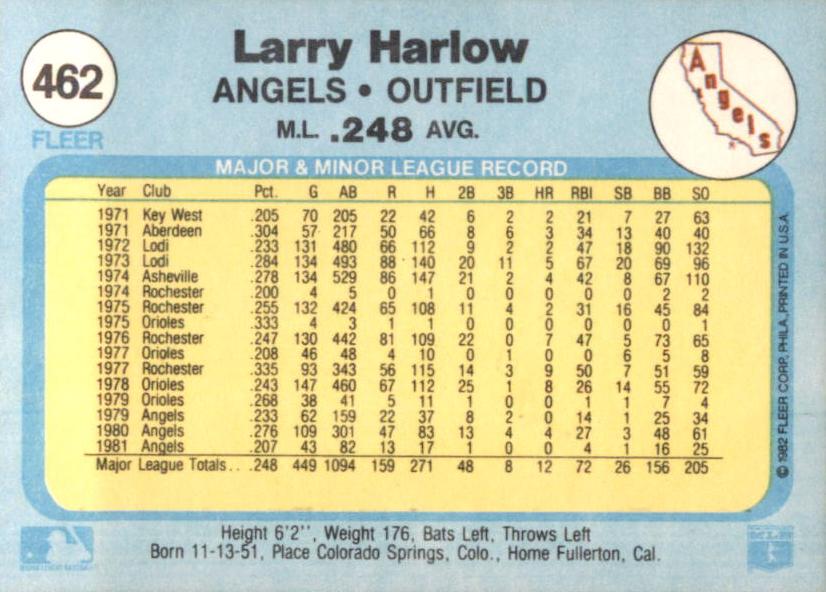 462
FLEER
Larry Harlow
ANGELS • OUTFIELD
M.L. .248 AVG.
Angels
MAJOR & MINOR LEAGUE RECORD
Year Club Pct. G AB R H 2B 3B HR RBI SB BB SO
1971 Key West .205 70 205 22 42 6 2 2 21 7 27 63
1971 Aberdeen .304 57 217 50 66 8 6 3 34 13 40 40
1972 Lodi .233 131 480 66 112 9 2 2 47 18 90 132
1973 Lodi .284 134 493 88 140 20 11 5 67 20 69 96
1974 Asheville .278 134 529 86 147 21 2 4 42 8 67 110
1974 Rochester .200 4 5 0 1 0 0 0 0 0 2 2
1975 Rochester .255 132 424 65 108 11 4 2 31 16 45 84
1975 Orioles .333 4 3 1 1 0 0 0 0 0 0 1
1976 Rochester .247 130 442 81 109 22 0 7 47 5 73 65
1977 Orioles .208 46 48 4 10 0 1 0 0 6 5 8
1977 Rochester .335 93 343 56 115 14 3 9 50 7 51 59
1978 Orioles .243 147 460 67 112 25 1 8 26 14 55 72
1979 Orioles .268 38 41 5 11 1 0 0 1 1 7 4
1979 Angels .233 62 159 22 37 8 2 0 14 1 25 34
1980 Angels .276 109 301 47 83 13 4 4 27 3 48 61
1981 Angels .207 43 82 13 17 1 0 0 4 1 16 25
Major League Totals . . .248 449 1094 159 271 48 8 12 72 26 156 205
© 1982 FLEER CORP. PHILA., PRINTED IN U.S.A.
Height 6'2'', Weight 176, Bats Left, Throws Left
Born 11-13-51, Place Colorado Springs, Colo., Home Fullerton, Cal.